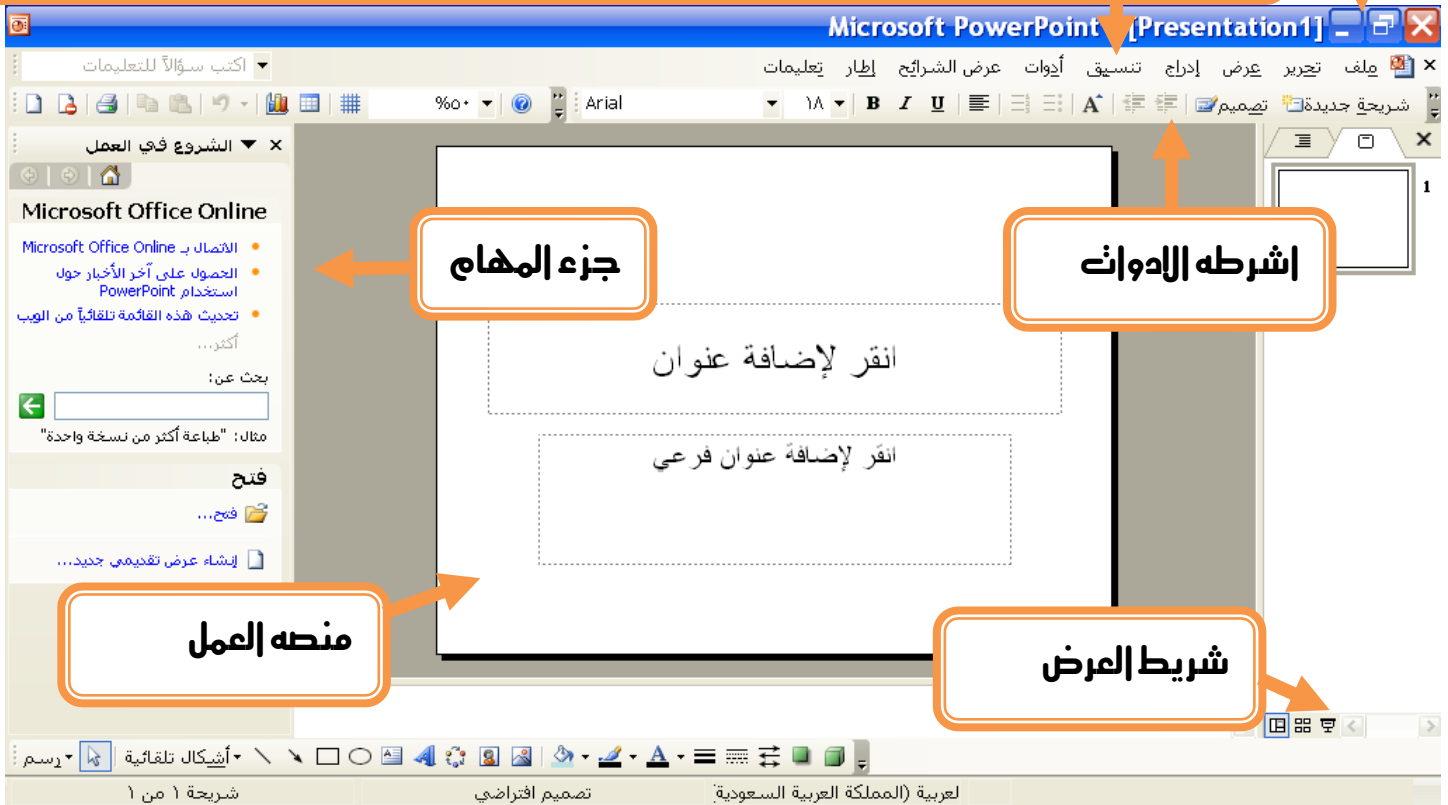 Microsoft PowerPoint [Presentation1]
ملف تحرير عرض إدراج تنسيق أدوات عرض الشرائح إطار تعليمات
اكتب سؤالاً للتعليمات
شريحة جديدة تصميم
١٨ Arial
%٥٠
الشروع في العمل
Microsoft Office Online
الاتصال بـ Microsoft Office Online
الحصول على آخر الأخبار حول
استخدام PowerPoint
تحديث هذه القائمة تلقائياً من الويب
أكثر...
بحث عن:
مثال: "طباعة أكثر من نسخة واحدة"
فتح
فتح...
إنشاء عرض تقديمي جديد...
1
اشرطه الادوات
جزء المهام
انقر لإضافة عنوان
انقر لإضافة عنوان فرعي
منصه العمل
شريط العرض
رسم
أشكال تلقائية
شريحة ١ من ١
تصميم افتراضي
لعربية (المملكة العربية السعودية